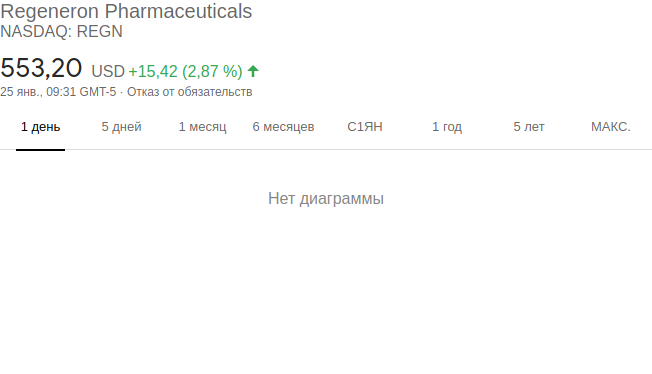 Regeneron Pharmaceuticals
NASDAQ: REGN
553,20 USD +15,42 (2,87 %)
25 янв., 09:31 GMT-5 · Отказ от обязательств
1 день 5 дней 1 месяц 6 месяцев С1ЯН 1 год 5 лет МАКС.
Нет диаграммы